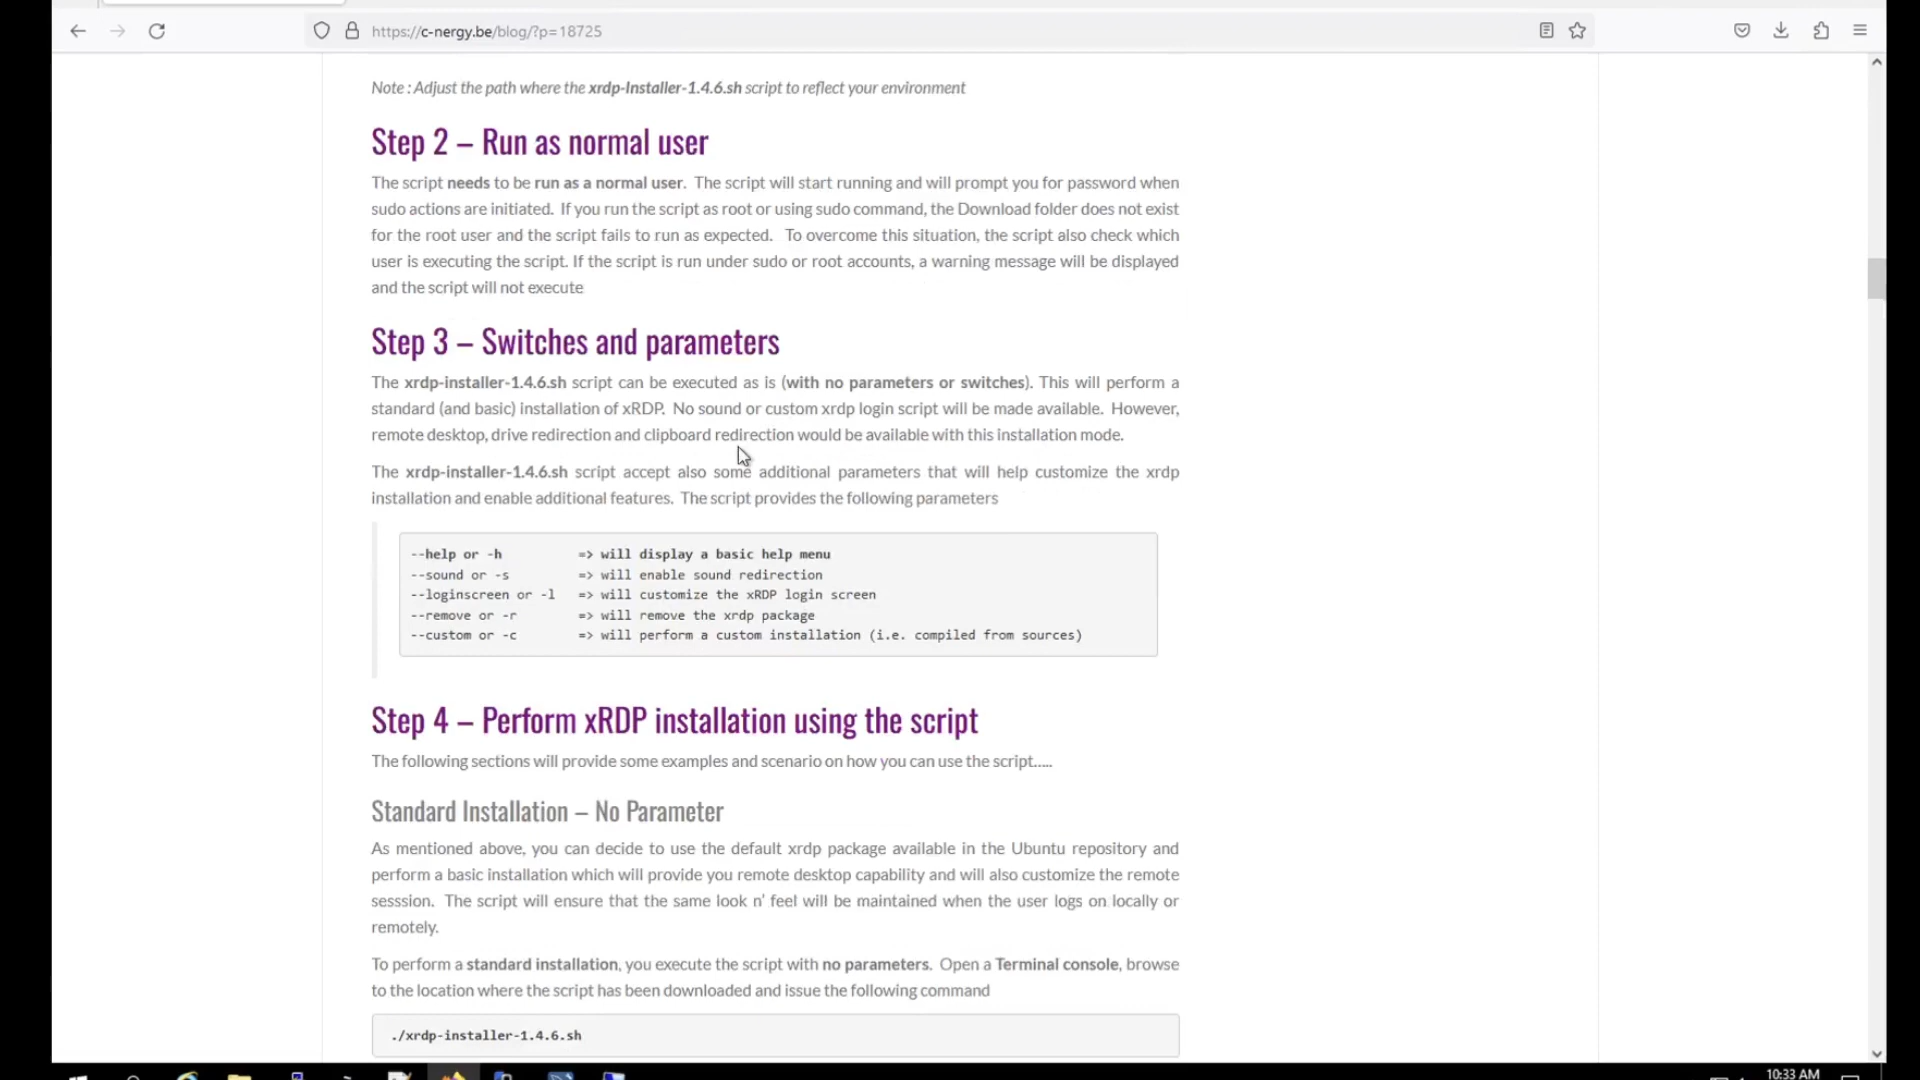 https://c-nergy.be/blog/?p=18725
Note : Adjust the path where the xrdp-Installer-1.4.6.sh script to reflect your environment
Step 2 – Run as normal user
The script needs to be run as a normal user. The script will start running and will prompt you for password when
sudo actions are initiated. If you run the script as root or using sudo command, the Download folder does not exist
for the root user and the script fails to run as expected. To overcome this situation, the script also check which
user is executing the script. If the script is run under sudo or root accounts, a warning message will be displayed
and the script will not execute
Step 3 – Switches and parameters
The xrdp-installer-1.4.6.sh script can be executed as is (with no parameters or switches). This will perform a
standard (and basic) installation of xRDP. No sound or custom xrdp login script will be made available. However,
remote desktop, drive redirection and clipboard redirection would be available with this installation mode.
The xrdp-installer-1.4.6.sh script accept also some additional parameters that will help customize the xrdp
installation and enable additional features. The script provides the following parameters
--help or -h => will display a basic help menu
--sound or -s => will enable sound redirection
--loginscreen or -l => will customize the xRDP login screen
--remove or -r => will remove the xrdp package
--custom or -c => will perform a custom installation (i.e. compiled from sources)
Step 4 – Perform xRDP installation using the script
The following sections will provide some examples and scenario on how you can use the script.....
Standard Installation – No Parameter
As mentioned above, you can decide to use the default xrdp package available in the Ubuntu repository and
perform a basic installation which will provide you remote desktop capability and will also customize the remote
sesssion. The script will ensure that the same look n' feel will be maintained when the user logs on locally or
remotely.
To perform a standard installation, you execute the script with no parameters. Open a Terminal console, browse
to the location where the script has been downloaded and issue the following command
./xrdp-installer-1.4.6.sh
10:33 AM